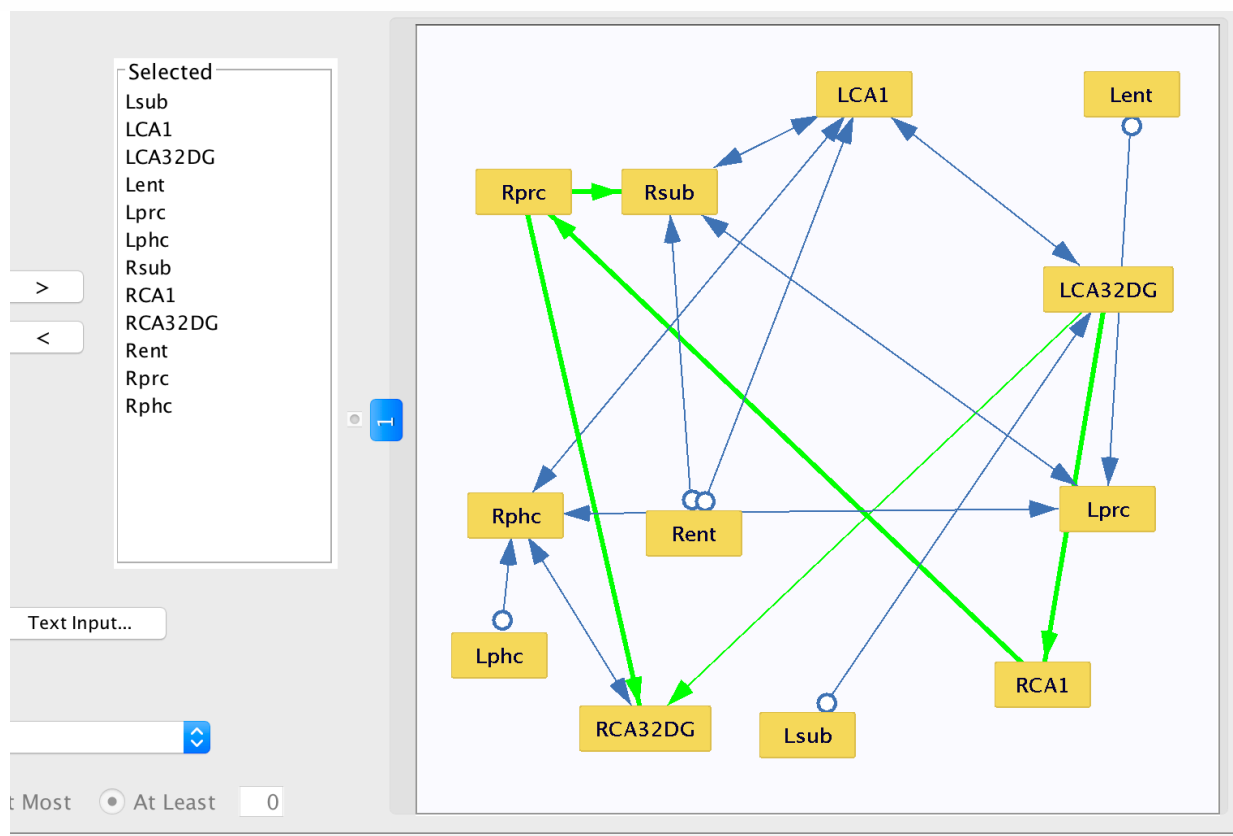 Selected
Lsub
LCA1
LCA32DG
Lent
Lprc
Lphc
Rsub
RCA1
RCA32DG
Rent
Rprc
Rphc
>
<
1
Text Input...
t Most
At Least
0
LCA1
Lent
Rprc
Rsub
LCA32DG
Rphc
Rent
Lprc
Lphc
RCA1
RCA32DG
Lsub